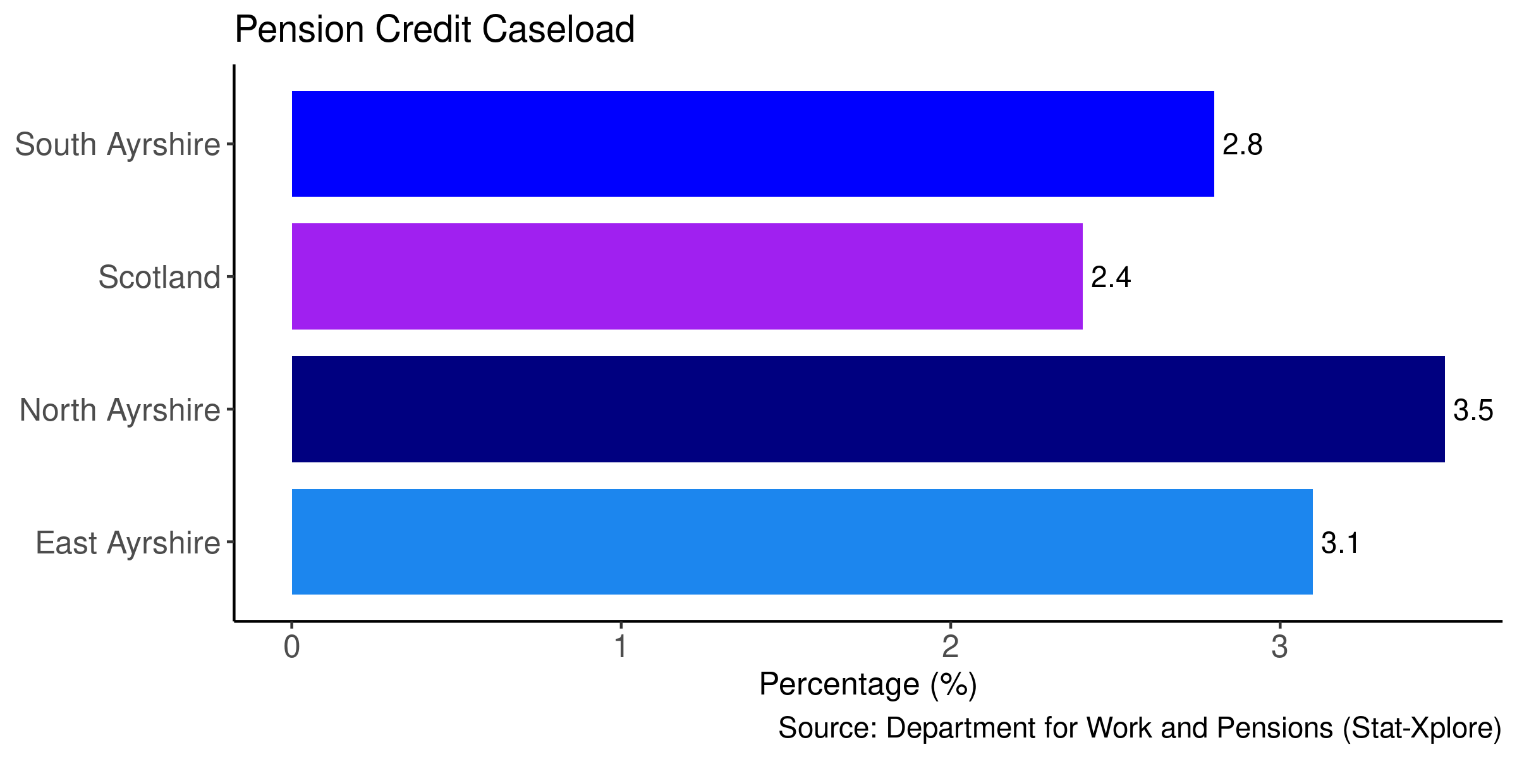 Pension Credit Caseload
South Ayrshire
2.8
Scotland
2.4
North Ayrshire
3.5
East Ayrshire
3.1
0 1 2 3
Percentage (%)
Source: Department for Work and Pensions (Stat-Xplore)